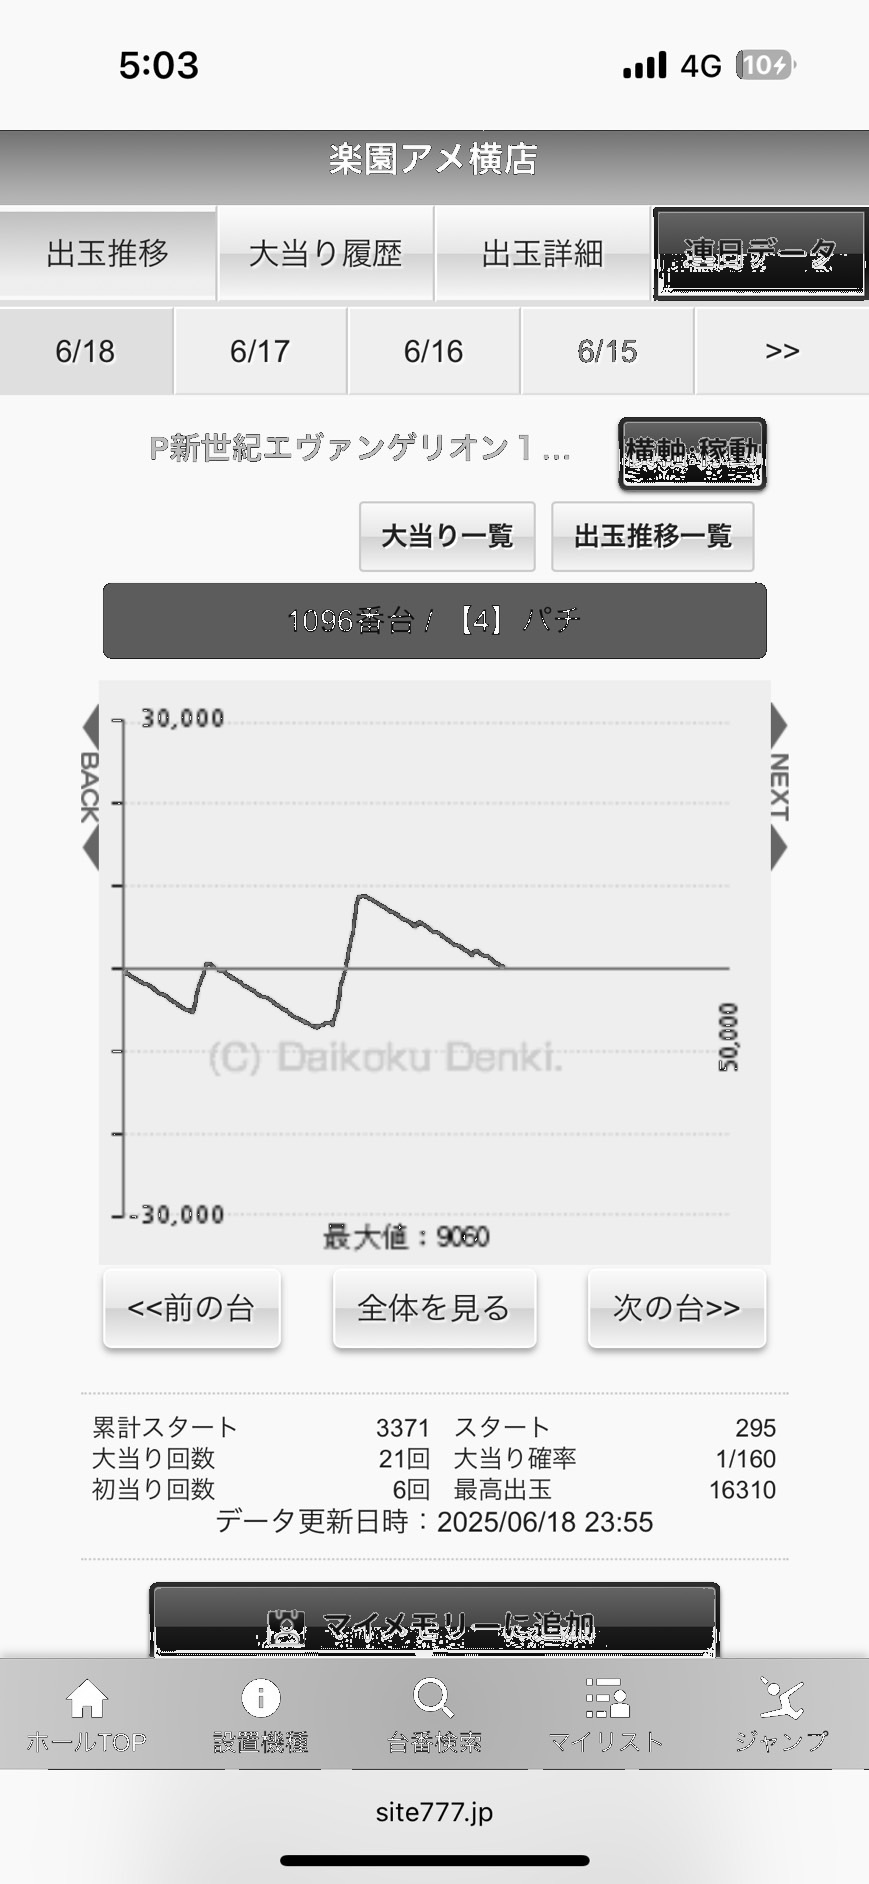 5:03 4G 10
楽園アメ横店
出玉推移 大当り履歴 出玉詳細 連日データ
6/18 6/17 6/16 6/15 >>
P新世紀エヴァンゲリオン1... 横軸:稼動
大当り一覧 出玉推移一覧
1096番台 / 【4】 パチ
30,000
BACK
NEXT
50,000
(C) Daikoku Denki.
-30,000
最大値：9060
<<前の台 全体を見る 次の台>>
累計スタート 3371 スタート 295
大当り回数 21回 大当り確率 1/160
初当り回数 6回 最高出玉 16310
データ更新日時：2025/06/18 23:55
マイメモリーに追加
ホールTOP 設置機種 台番検索 マイリスト ジャンプ
site777.jp